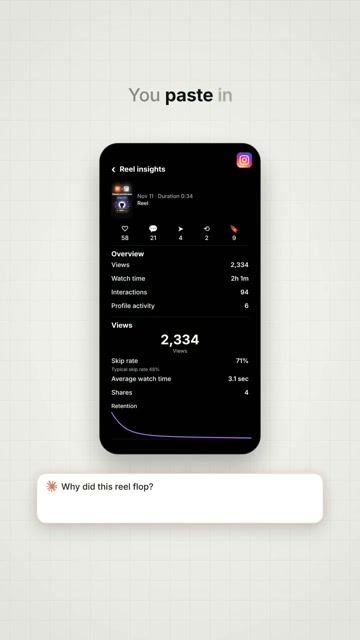 You paste in
‹ Reel insights
Nov 11 · Duration 0:34
Reel
58 21 4 2 9
Overview
Views 2,334
Watch time 2h 1m
Interactions 94
Profile activity 6
Views
2,334
Views
Skip rate 71%
Typical skip rate 48%
Average watch time 3.1 sec
Shares 4
Retention
Why did this reel flop?